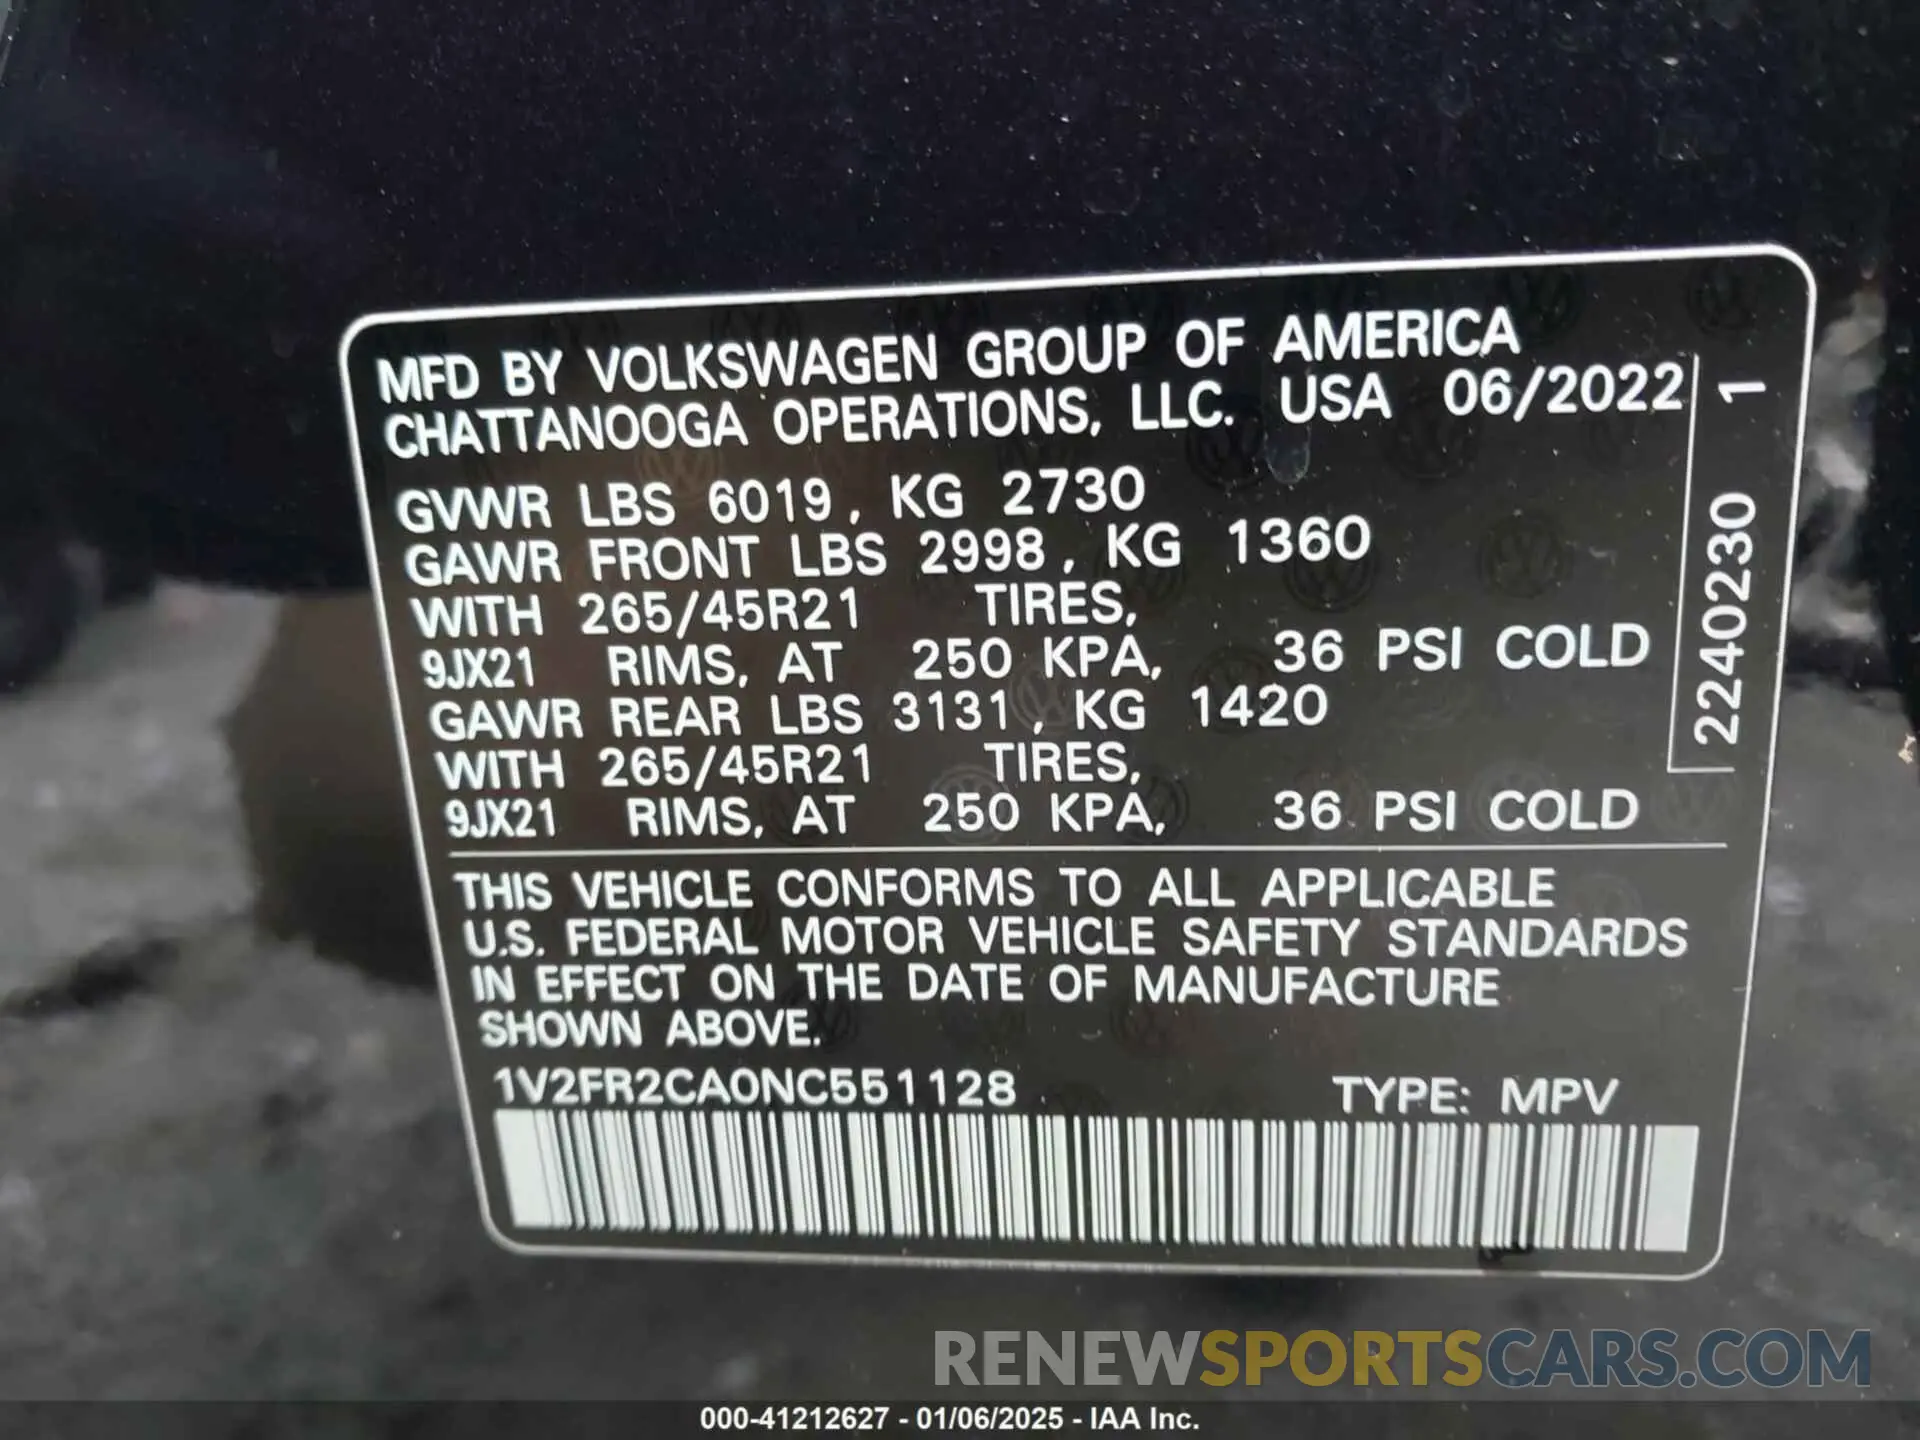 MFD BY VOLKSWAGEN GROUP OF AMERICA
CHATTANOOGA OPERATIONS, LLC. USA 06/2022
GVWR LBS 6019, KG 2730
GAWR FRONT LBS 2998, KG 1360
WITH 265/45R21 TIRES,
9JX21 RIMS, AT 250 KPA, 36 PSI COLD
GAWR REAR LBS 3131, KG 1420
WITH 265/45R21 TIRES,
9JX21 RIMS, AT 250 KPA, 36 PSI COLD
2240230 1
THIS VEHICLE CONFORMS TO ALL APPLICABLE
U.S. FEDERAL MOTOR VEHICLE SAFETY STANDARDS
IN EFFECT ON THE DATE OF MANUFACTURE
SHOWN ABOVE.
1V2FR2CA0NC551128 TYPE: MPV
RENEWSPORTSCARS.COM
000-41212627 - 01/06/2025 - IAA Inc.